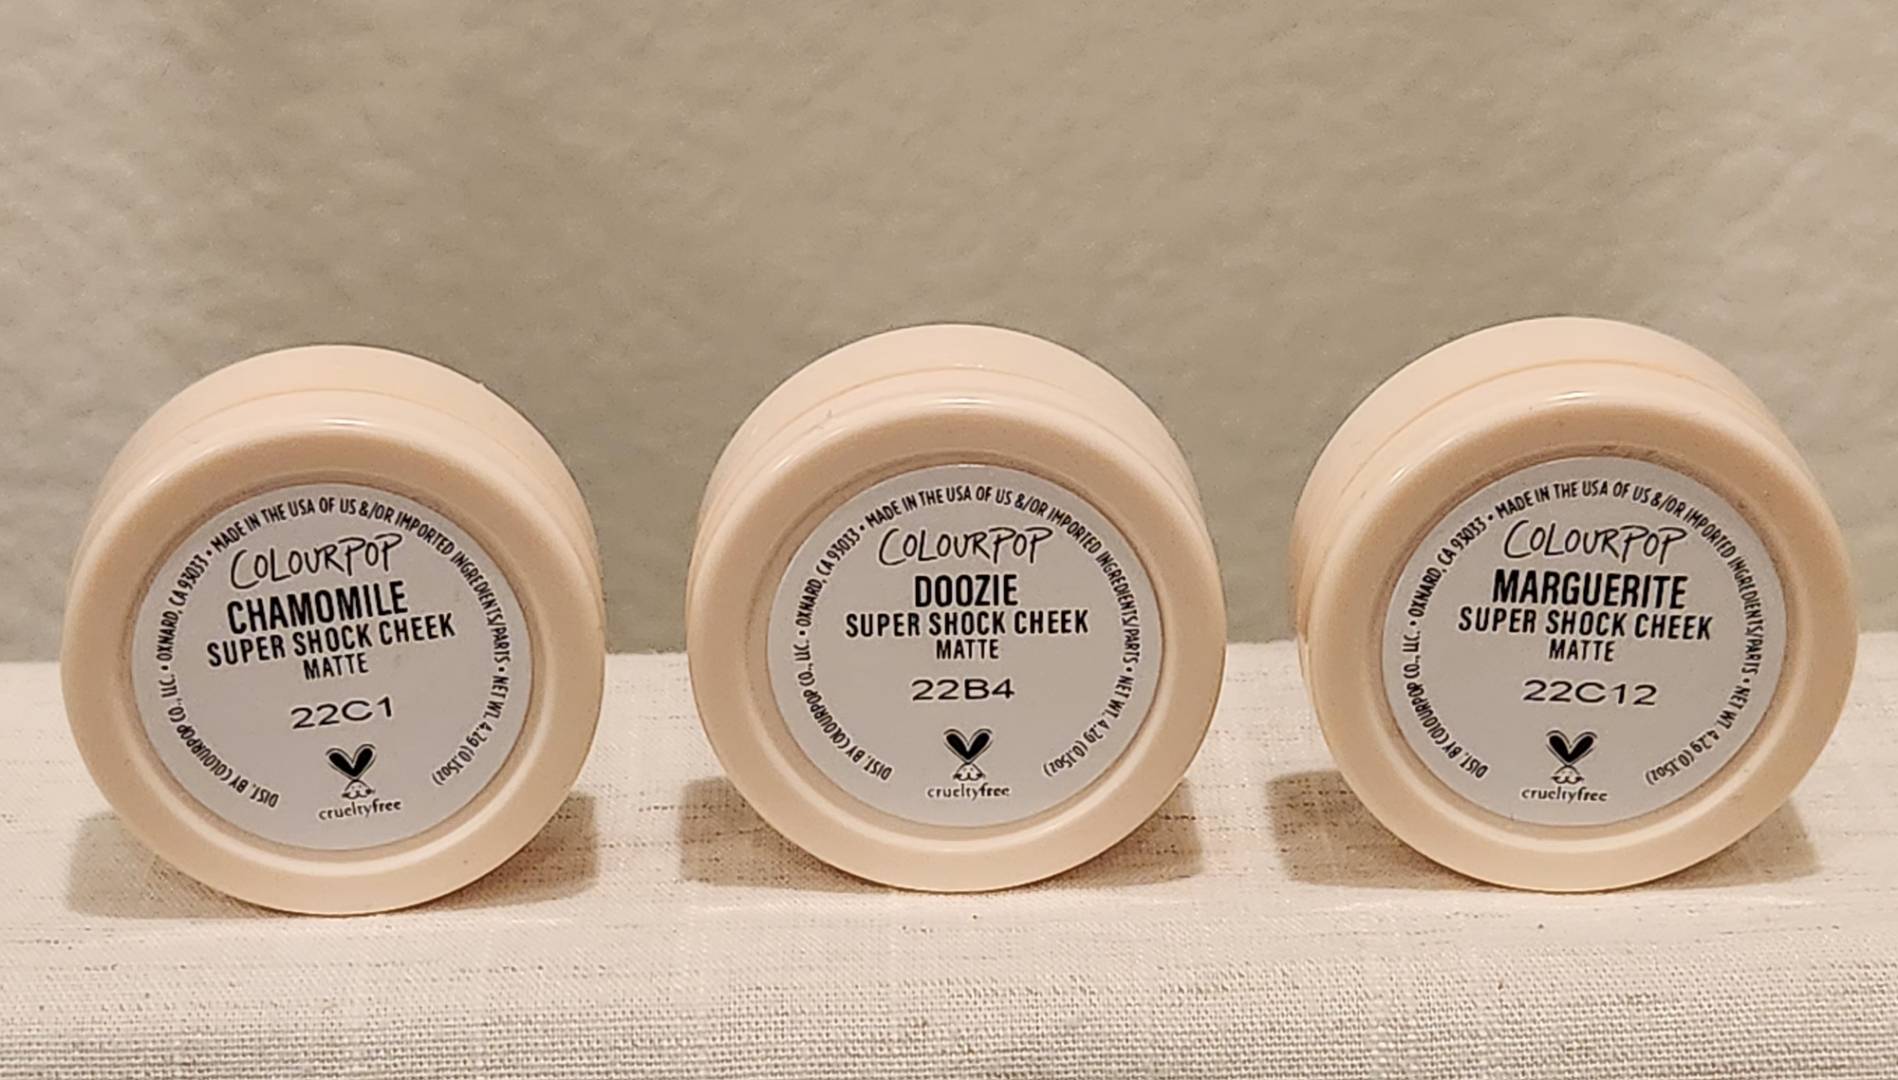 DIST. BY COLOURPOP CO., LLC. • OXNARD, CA 93033 • MADE IN THE USA OF US &/OR IMPORTED INGREDIENTS/PARTS • NET WT. 4.2g (0.15oz)
COLOURPOP
CHAMOMILE
SUPER SHOCK CHEEK
MATTE
22C1
crueltyfree
DIST. BY COLOURPOP CO., LLC. • OXNARD, CA 93033 • MADE IN THE USA OF US &/OR IMPORTED INGREDIENTS/PARTS • NET WT. 4.2g (0.15oz)
COLOURPOP
DOOZIE
SUPER SHOCK CHEEK
MATTE
22B4
crueltyfree
DIST. BY COLOURPOP CO., LLC. • OXNARD, CA 93033 • MADE IN THE USA OF US &/OR IMPORTED INGREDIENTS/PARTS • NET WT. 4.2g (0.15oz)
COLOURPOP
MARGUERITE
SUPER SHOCK CHEEK
MATTE
22C12
crueltyfree